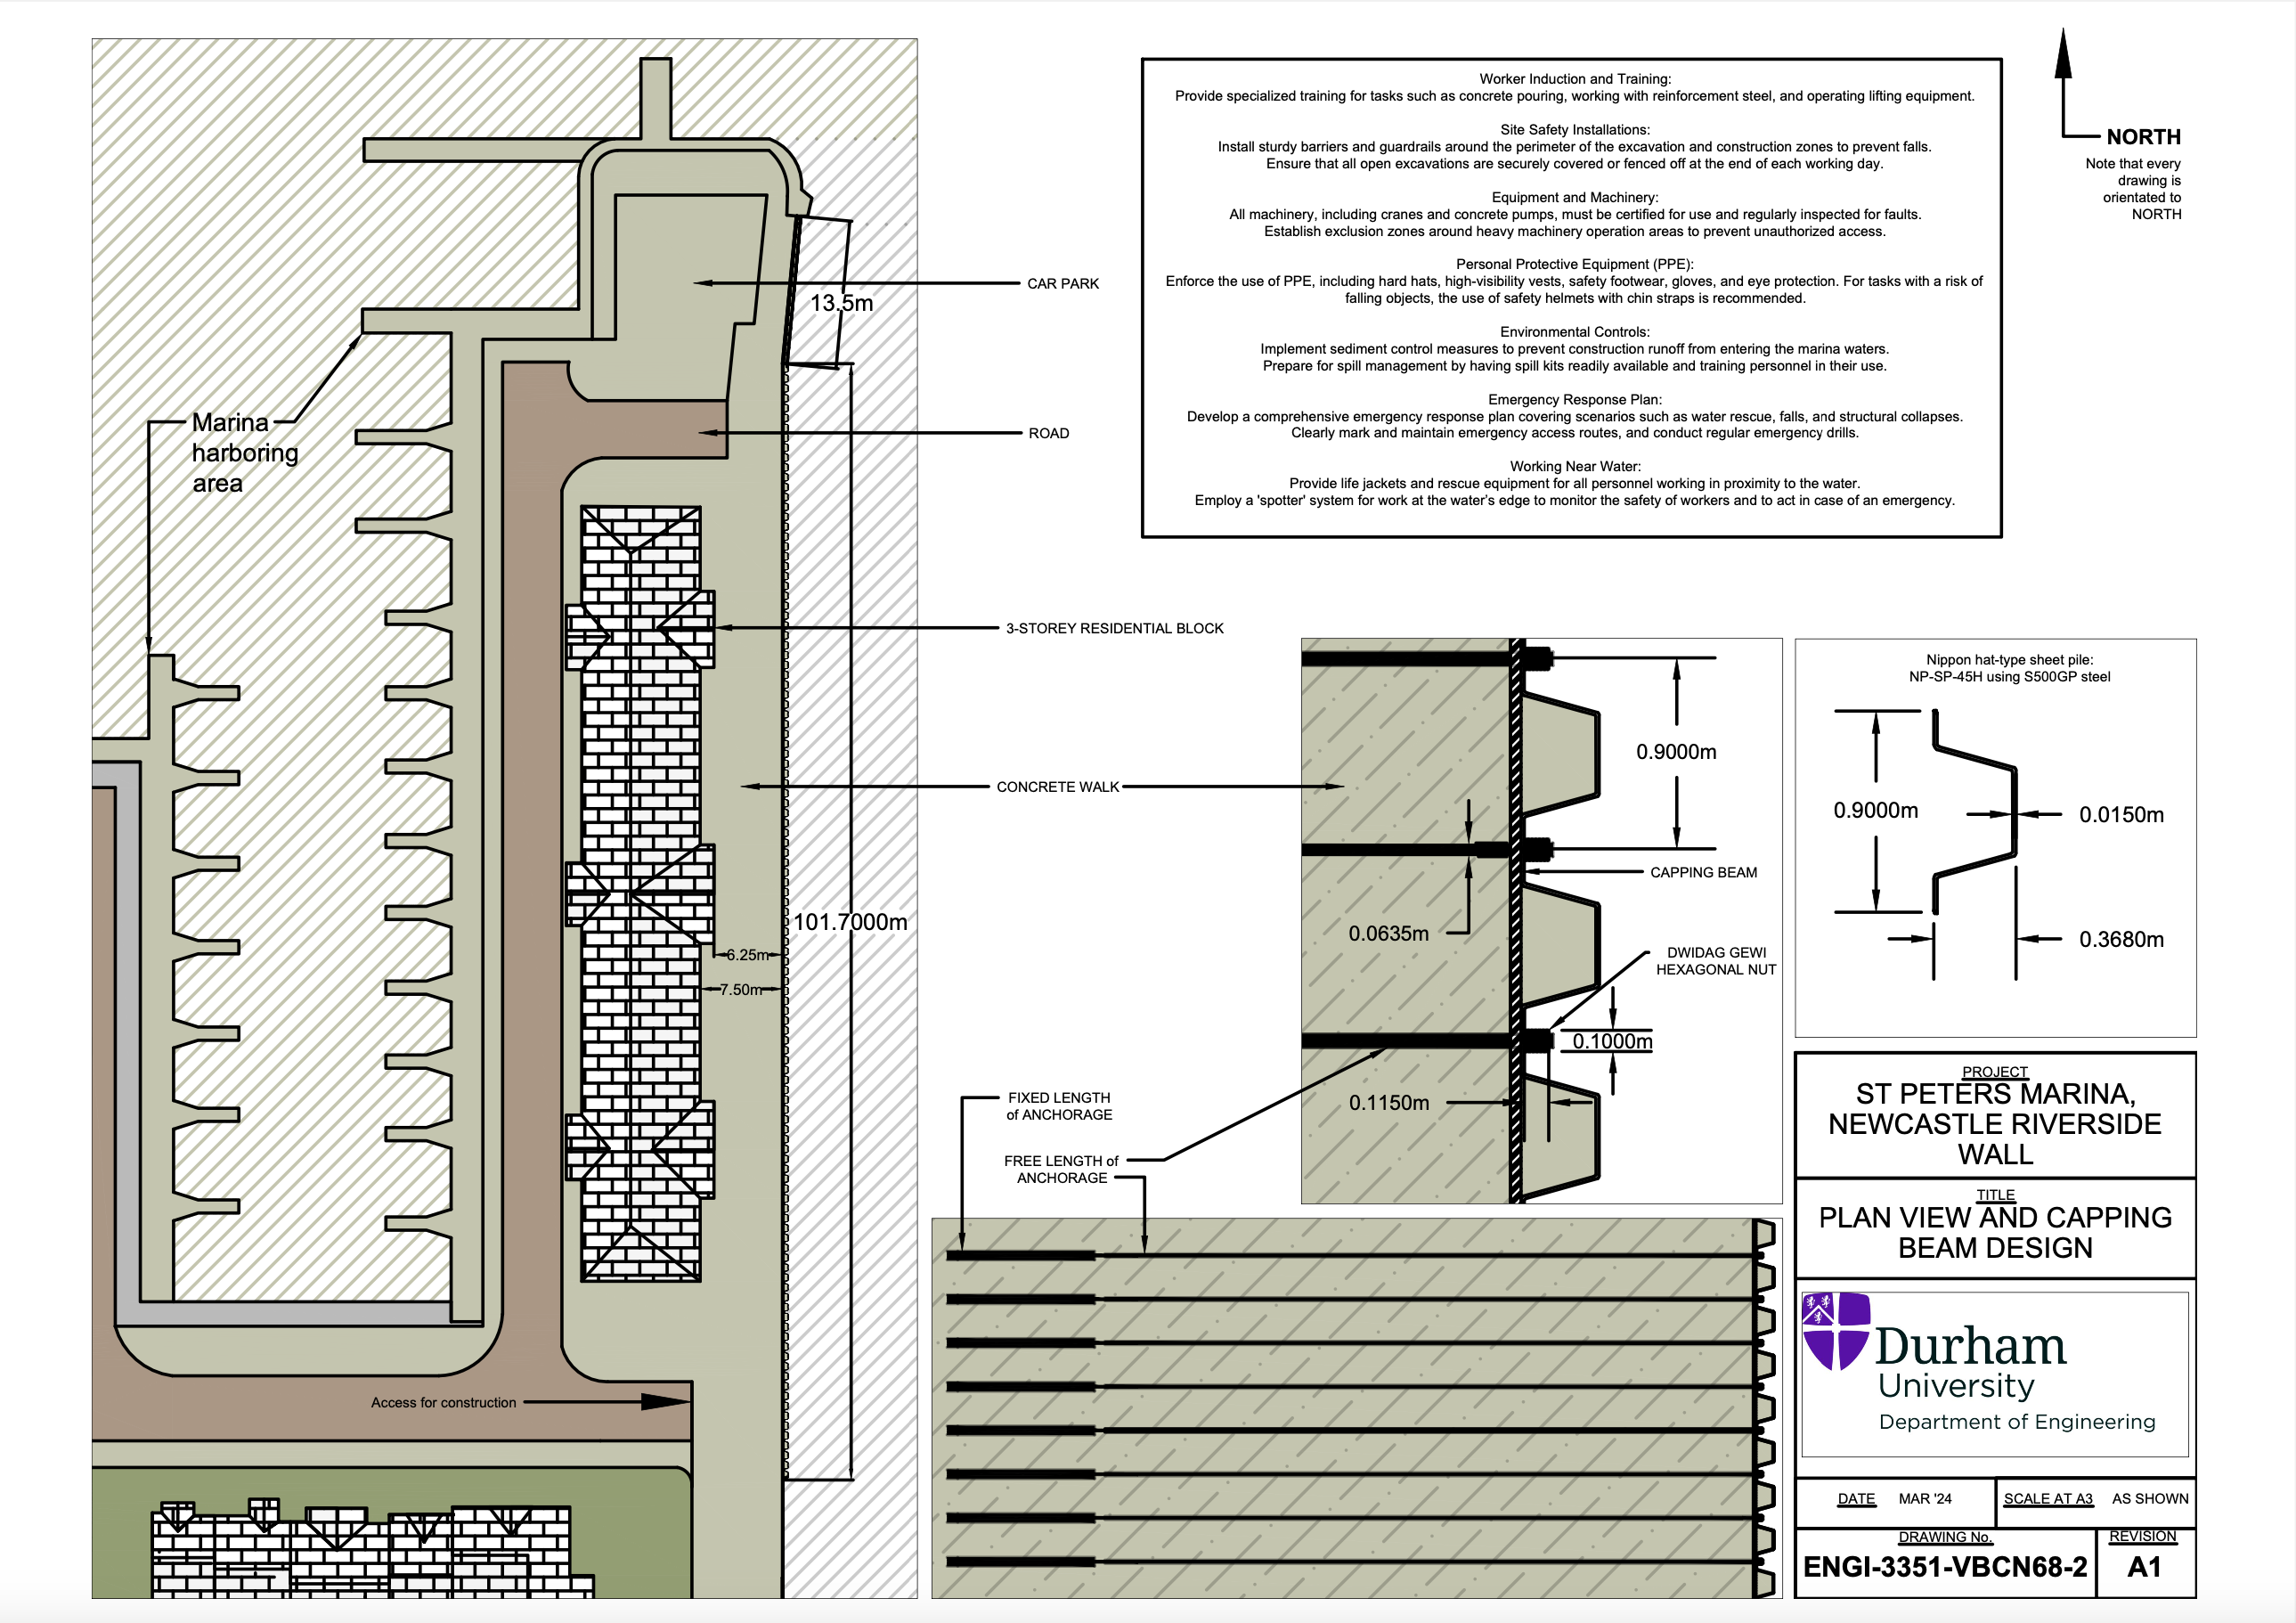 Worker Induction and Training:
Provide specialized training for tasks such as concrete pouring, working with reinforcement steel, and operating lifting equipment.
Site Safety Installations:
Install sturdy barriers and guardrails around the perimeter of the excavation and construction zones to prevent falls.
Ensure that all open excavations are securely covered or fenced off at the end of each working day.
Equipment and Machinery:
All machinery, including cranes and concrete pumps, must be certified for use and regularly inspected for faults.
Establish exclusion zones around heavy machinery operation areas to prevent unauthorized access.
Personal Protective Equipment (PPE):
Enforce the use of PPE, including hard hats, high-visibility vests, safety footwear, gloves, and eye protection. For tasks with a risk of
falling objects, the use of safety helmets with chin straps is recommended.
Environmental Controls:
Implement sediment control measures to prevent construction runoff from entering the marina waters.
Prepare for spill management by having spill kits readily available and training personnel in their use.
Emergency Response Plan:
Develop a comprehensive emergency response plan covering scenarios such as water rescue, falls, and structural collapses.
Clearly mark and maintain emergency access routes, and conduct regular emergency drills.
Working Near Water:
Provide life jackets and rescue equipment for all personnel working in proximity to the water.
Employ a 'spotter' system for work at the water's edge to monitor the safety of workers and to act in case of an emergency.
NORTH
Note that every
drawing is
orientated to
NORTH
CAR PARK
13.5m
Marina
harboring
area
ROAD
3-STOREY RESIDENTIAL BLOCK
CONCRETE WALK
101.7000m
6.25m
7.50m
Access for construction
0.9000m
CAPPING BEAM
0.0635m
DWIDAG GEWI
HEXAGONAL NUT
0.1000m
0.1150m
FIXED LENGTH
of ANCHORAGE
FREE LENGTH of
ANCHORAGE
Nippon hat-type sheet pile:
NP-SP-45H using S500GP steel
0.9000m
0.0150m
0.3680m
PROJECT
ST PETERS MARINA,
NEWCASTLE RIVERSIDE
WALL
TITLE
PLAN VIEW AND CAPPING
BEAM DESIGN
Durham
University
Department of Engineering
DATE MAR '24
SCALE AT A3 AS SHOWN
DRAWING No.
ENGI-3351-VBCN68-2
REVISION
A1